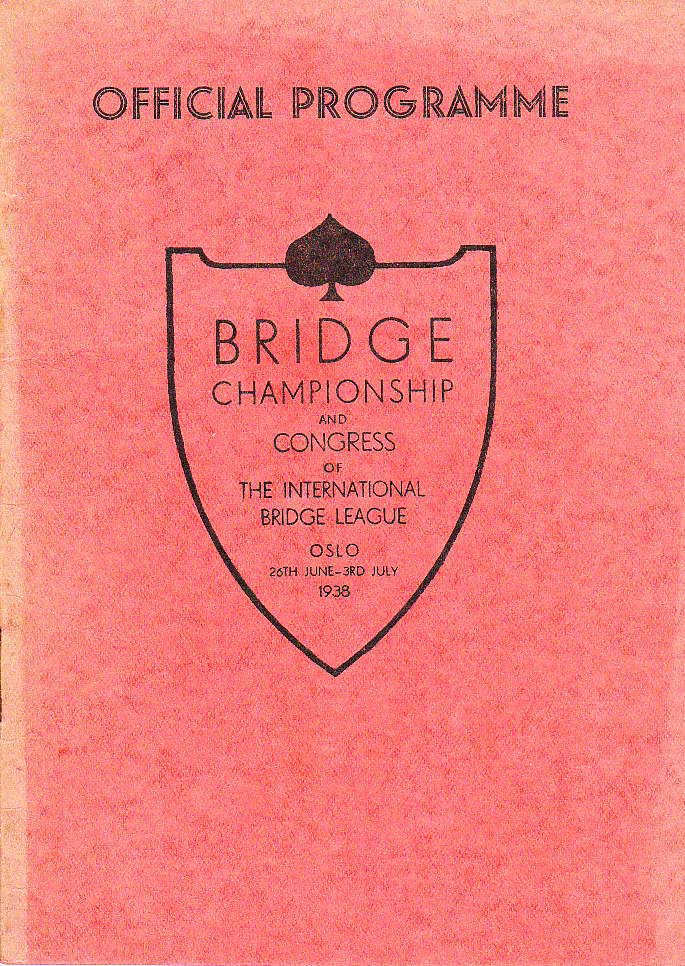 OFFICIAL PROGRAMME
BRIDGE
CHAMPIONSHIP
AND
CONGRESS
OF
THE INTERNATIONAL
BRIDGE LEAGUE
OSLO
26TH JUNE-3RD JULY
1938